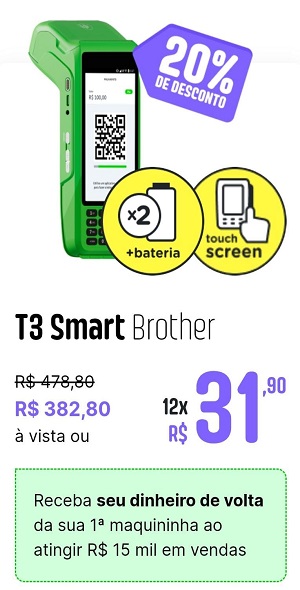 20%
DE DESCONTO
R$ 100,00
x2
+bateria
touch
screen
T3 Smart Brother
R$ 478,80
R$ 382,80
à vista ou
12x
R$ 31,90
Receba seu dinheiro de volta
da sua 1ª maquininha ao
atingir R$ 15 mil em vendas